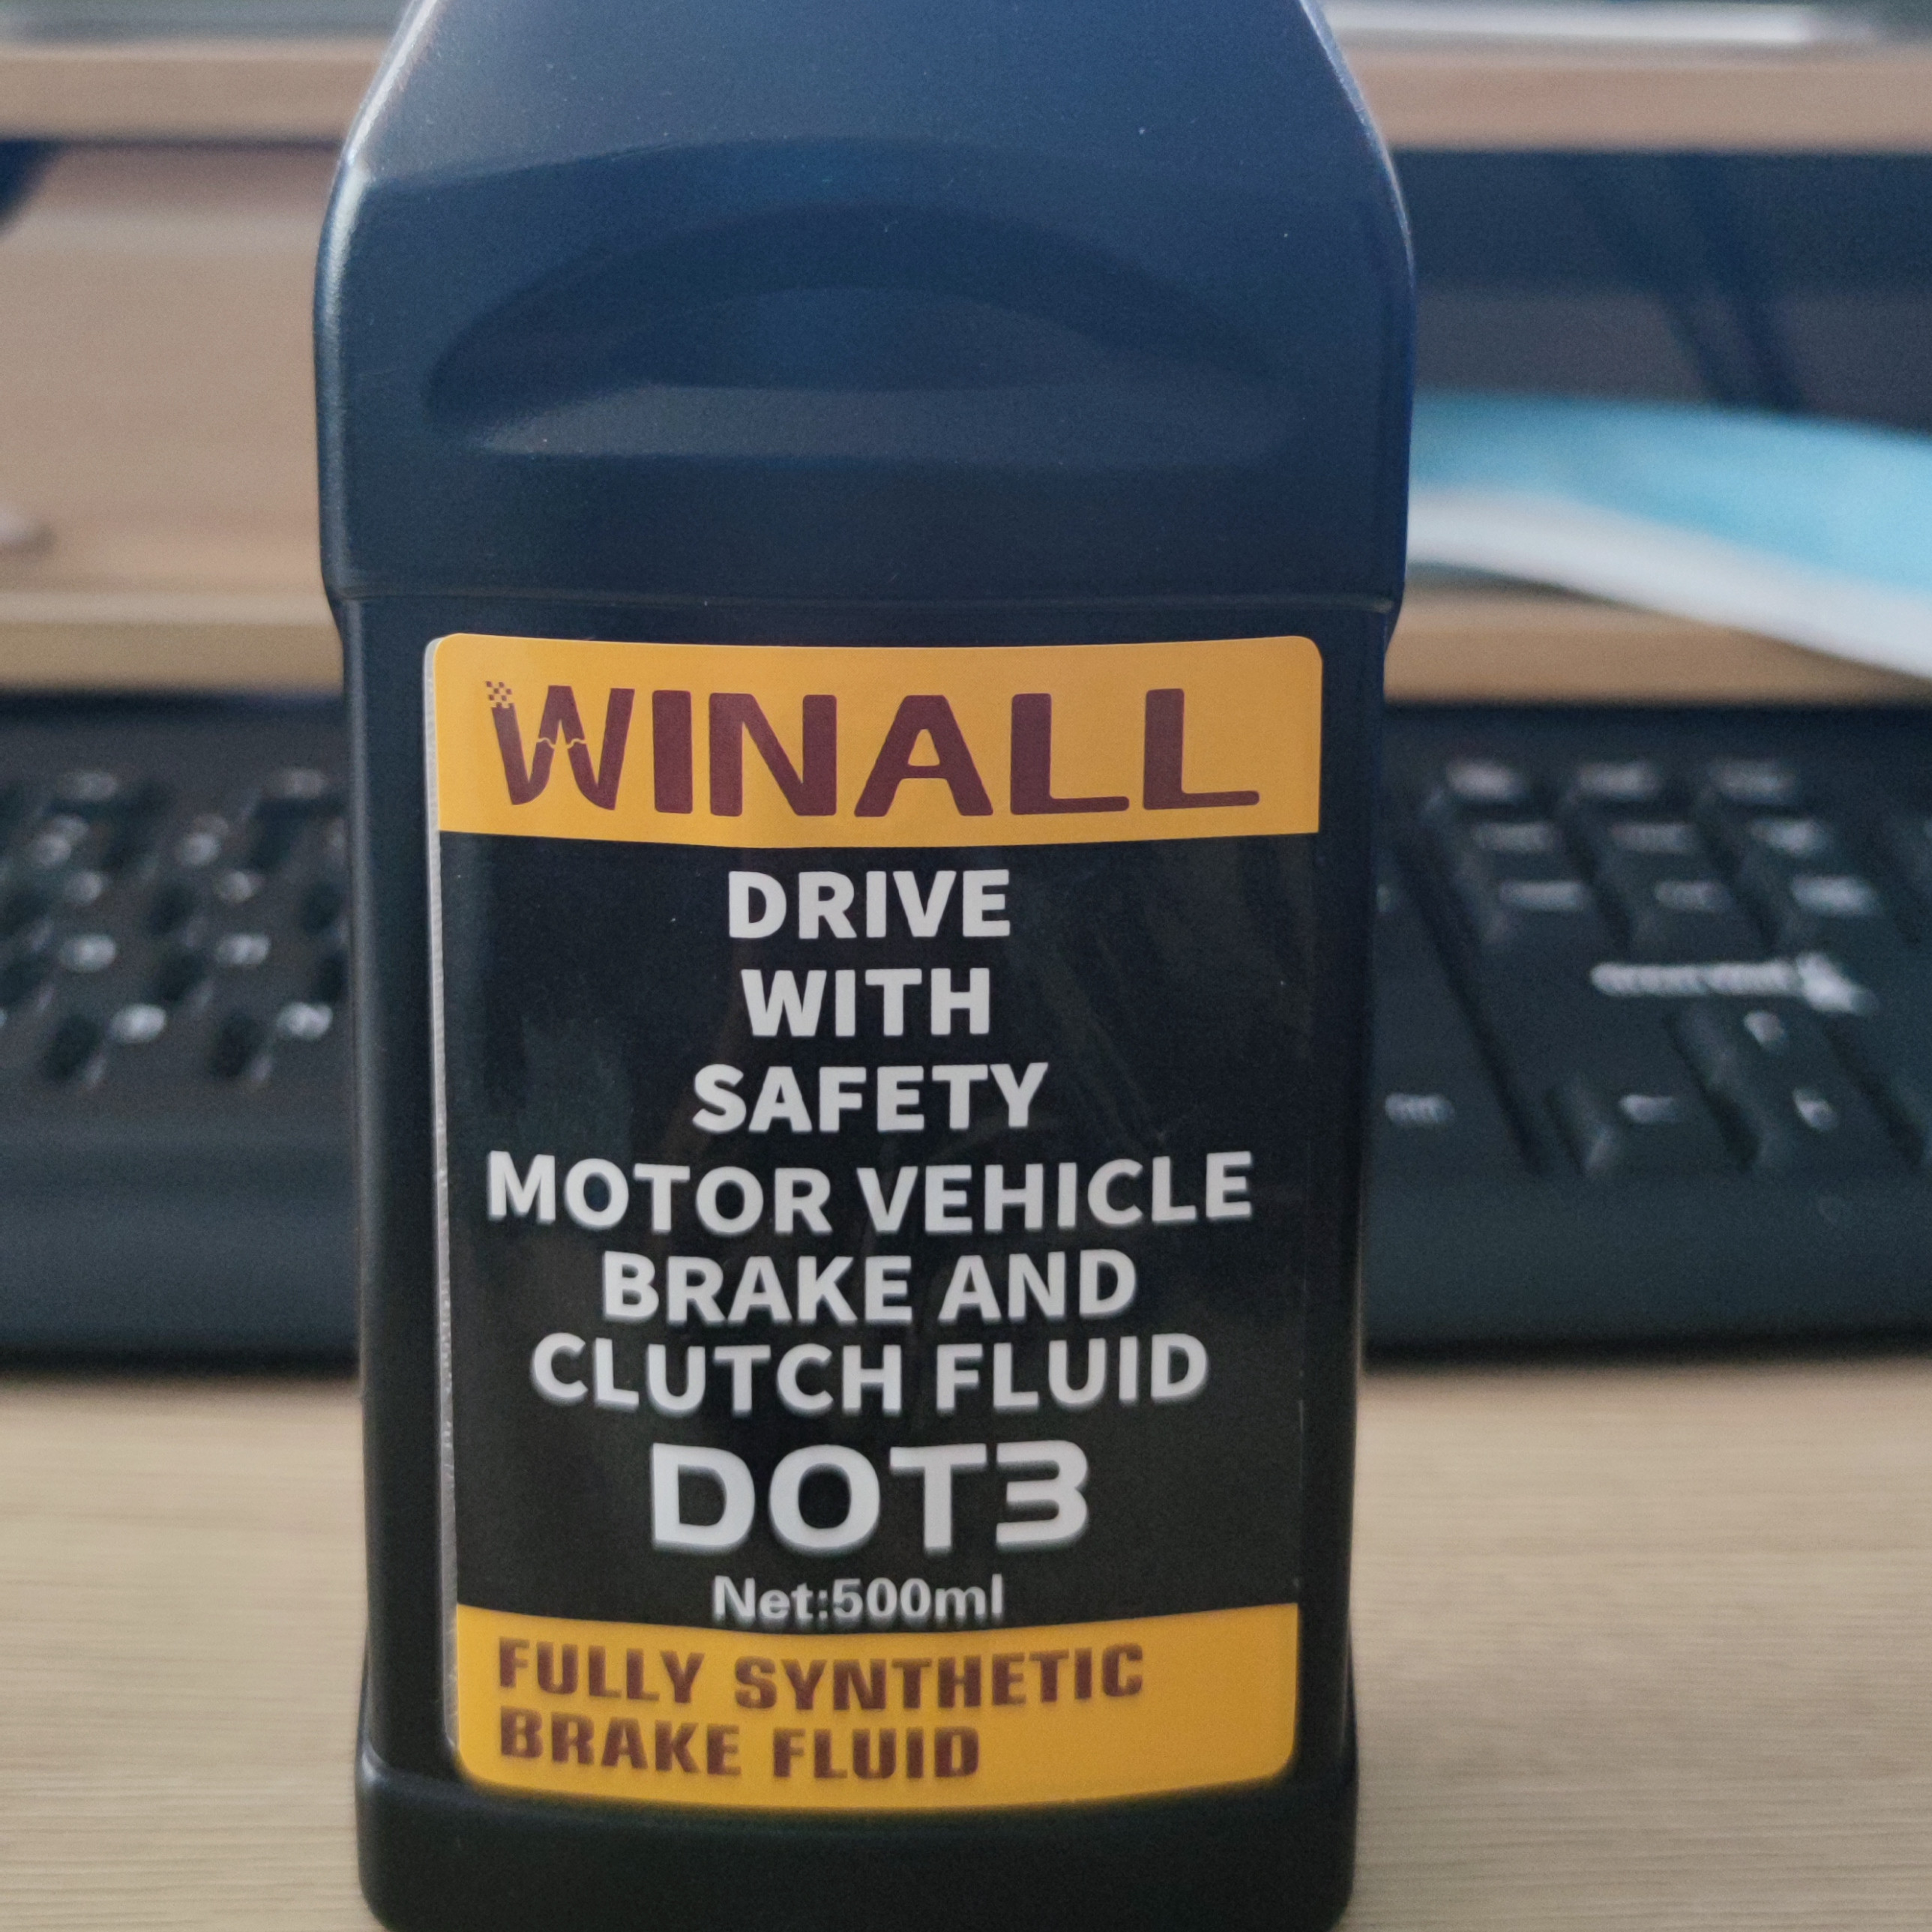 WINALL
DRIVE
WITH
SAFETY
MOTOR VEHICLE
BRAKE AND
CLUTCH FLUID
DOT3
Net:500ml
FULLY SYNTHETIC
BRAKE FLUID